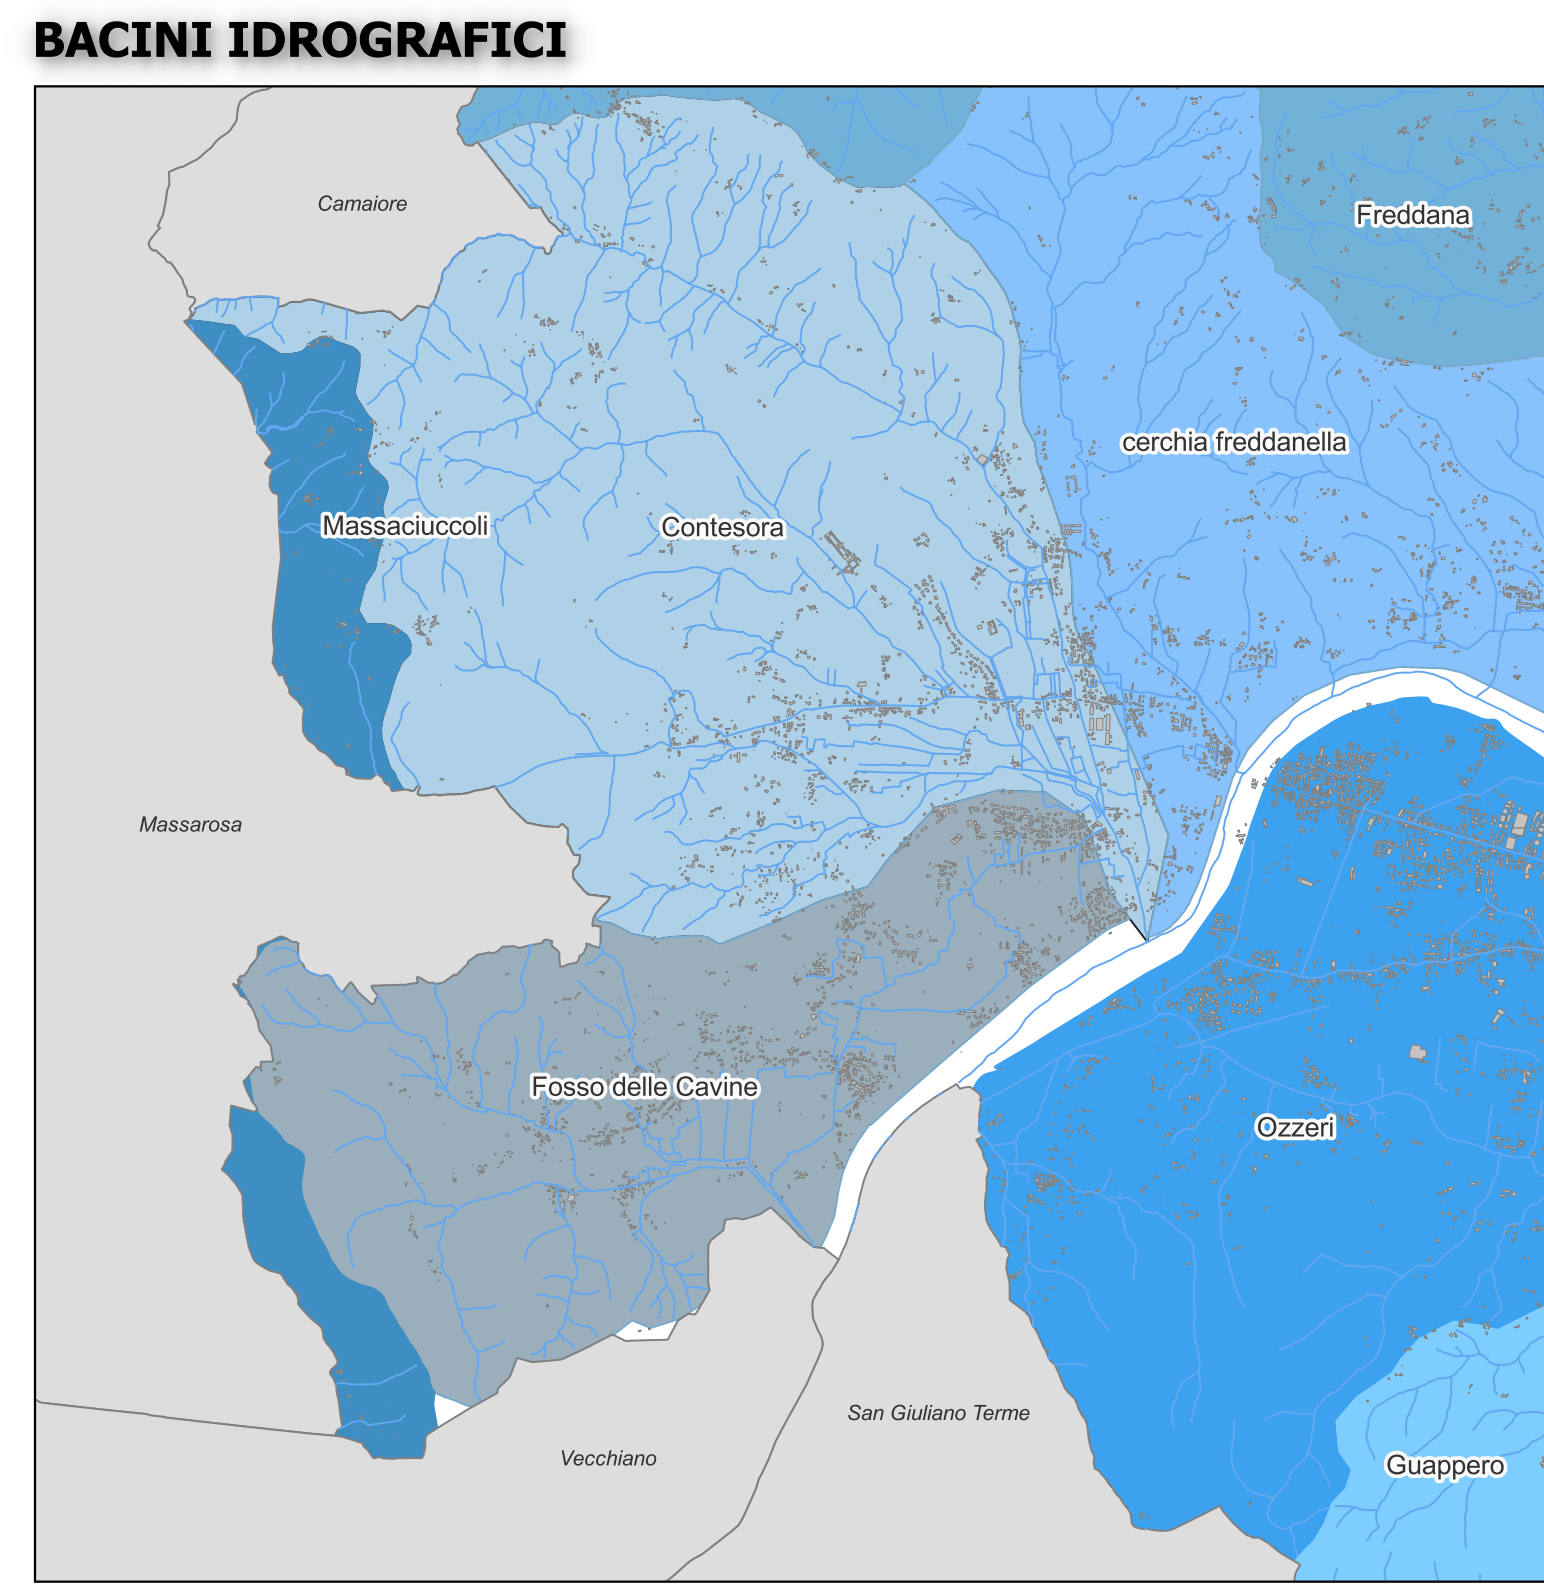 BACINI IDROGRAFICI
Camaiore
Freddana
cerchia freddanella
Massaciuccoli
Contesora
Massarosa
Fosso delle Cavine
Ozzeri
San Giuliano Terme
Vecchiano
Guappero